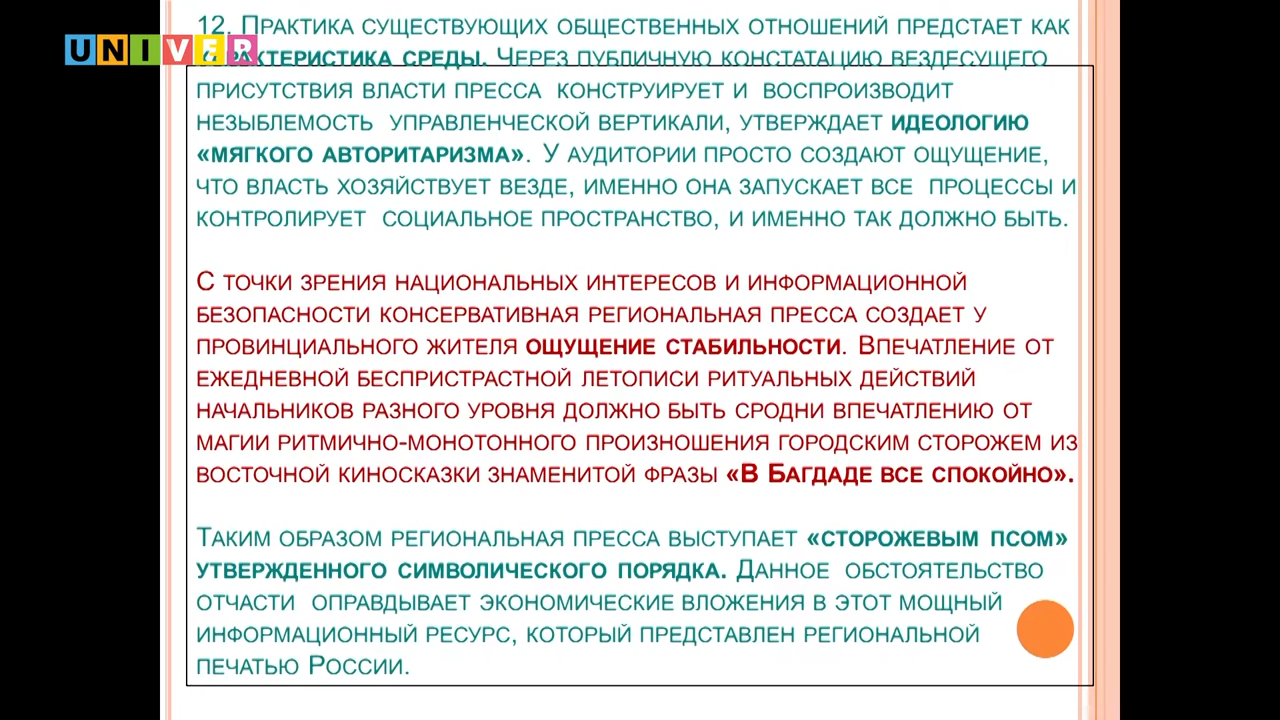 12. Практика существующих общественных отношений предстает как
UNIVER
характеристика среды. Через публичную констатацию вездесущего
присутствия власти пресса конструирует и воспроизводит
незыблемость управленческой вертикали, утверждает идеологию
«мягкого авторитаризма». У аудитории просто создают ощущение,
что власть хозяйствует везде, именно она запускает все процессы и
контролирует социальное пространство, и именно так должно быть.
С точки зрения национальных интересов и информационной
безопасности консервативная региональная пресса создает у
провинциального жителя ощущение стабильности. Впечатление от
ежедневной беспристрастной летописи ритуальных действий
начальников разного уровня должно быть сродни впечатлению от
магии ритмично-монотонного произношения городским сторожем из
восточной киносказки знаменитой фразы «В Багдаде все спокойно».
Таким образом региональная пресса выступает «сторожевым псом»
утвержденного символического порядка. Данное обстоятельство
отчасти оправдывает экономические вложения в этот мощный
информационный ресурс, который представлен региональной
печатью России.